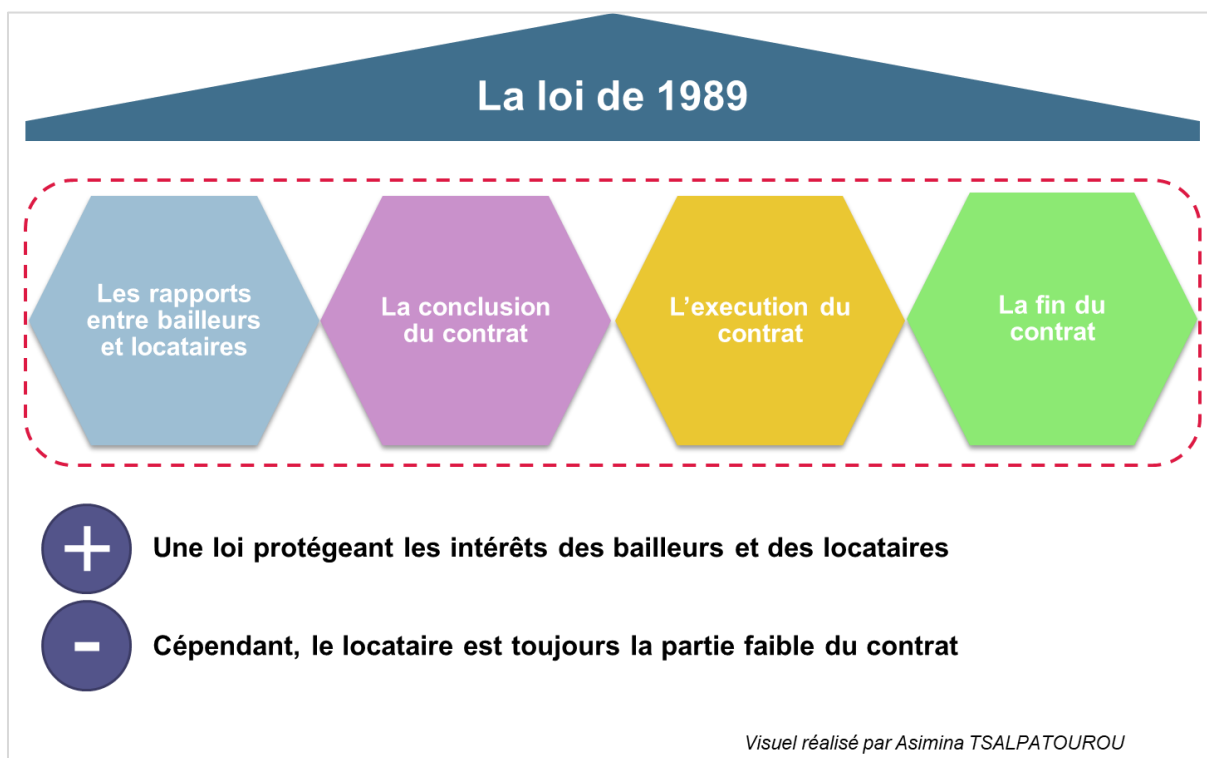 La loi de 1989
Les rapports
entre bailleurs
et locataires
La conclusion
du contrat
L’execution du
contrat
La fin du
contrat
+ Une loi protégeant les intérêts des bailleurs et des locataires
- Cépendant, le locataire est toujours la partie faible du contrat
Visuel réalisé par Asimina TSALPATOUROU